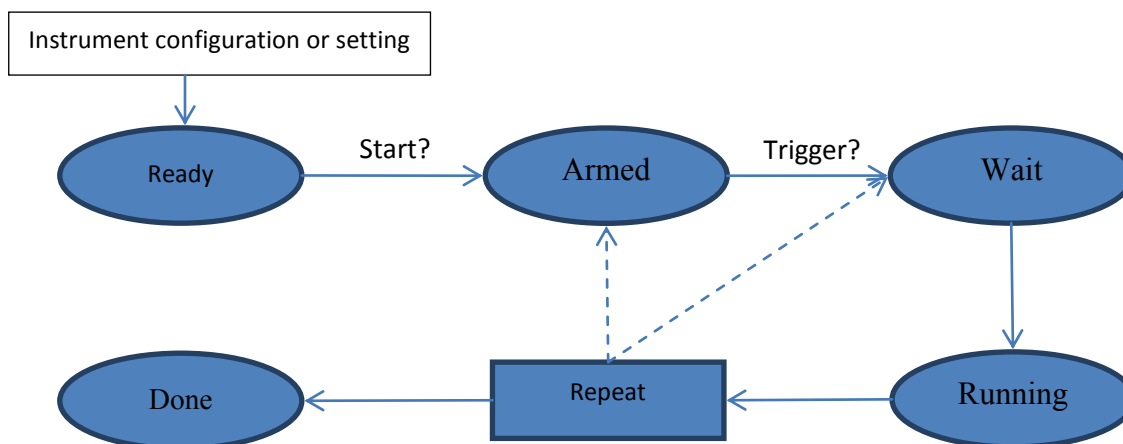 Instrument configuration or setting
Start?
Trigger?
Ready
Armed
Wait
Done
Repeat
Running